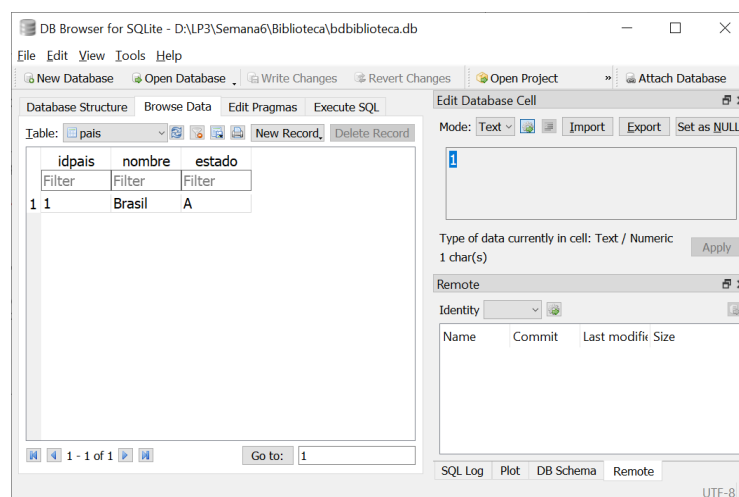 DB Browser for SQLite - D:\LP3\Semana6\Biblioteca\bdbiblioteca.db
File Edit View Tools Help
New Database Open Database Write Changes Revert Changes Open Project » Attach Database
Database Structure Browse Data Edit Pragmas Execute SQL
Table: pais New Record Delete Record
idpais nombre estado
Filter Filter Filter
1 1 Brasil A
1 - 1 of 1 Go to: 1
Edit Database Cell
Mode: Text Import Export Set as NULL
1
Type of data currently in cell: Text / Numeric
1 char(s)
Apply
Remote
Identity
Name Commit Last modifie Size
SQL Log Plot DB Schema Remote
UTF-8